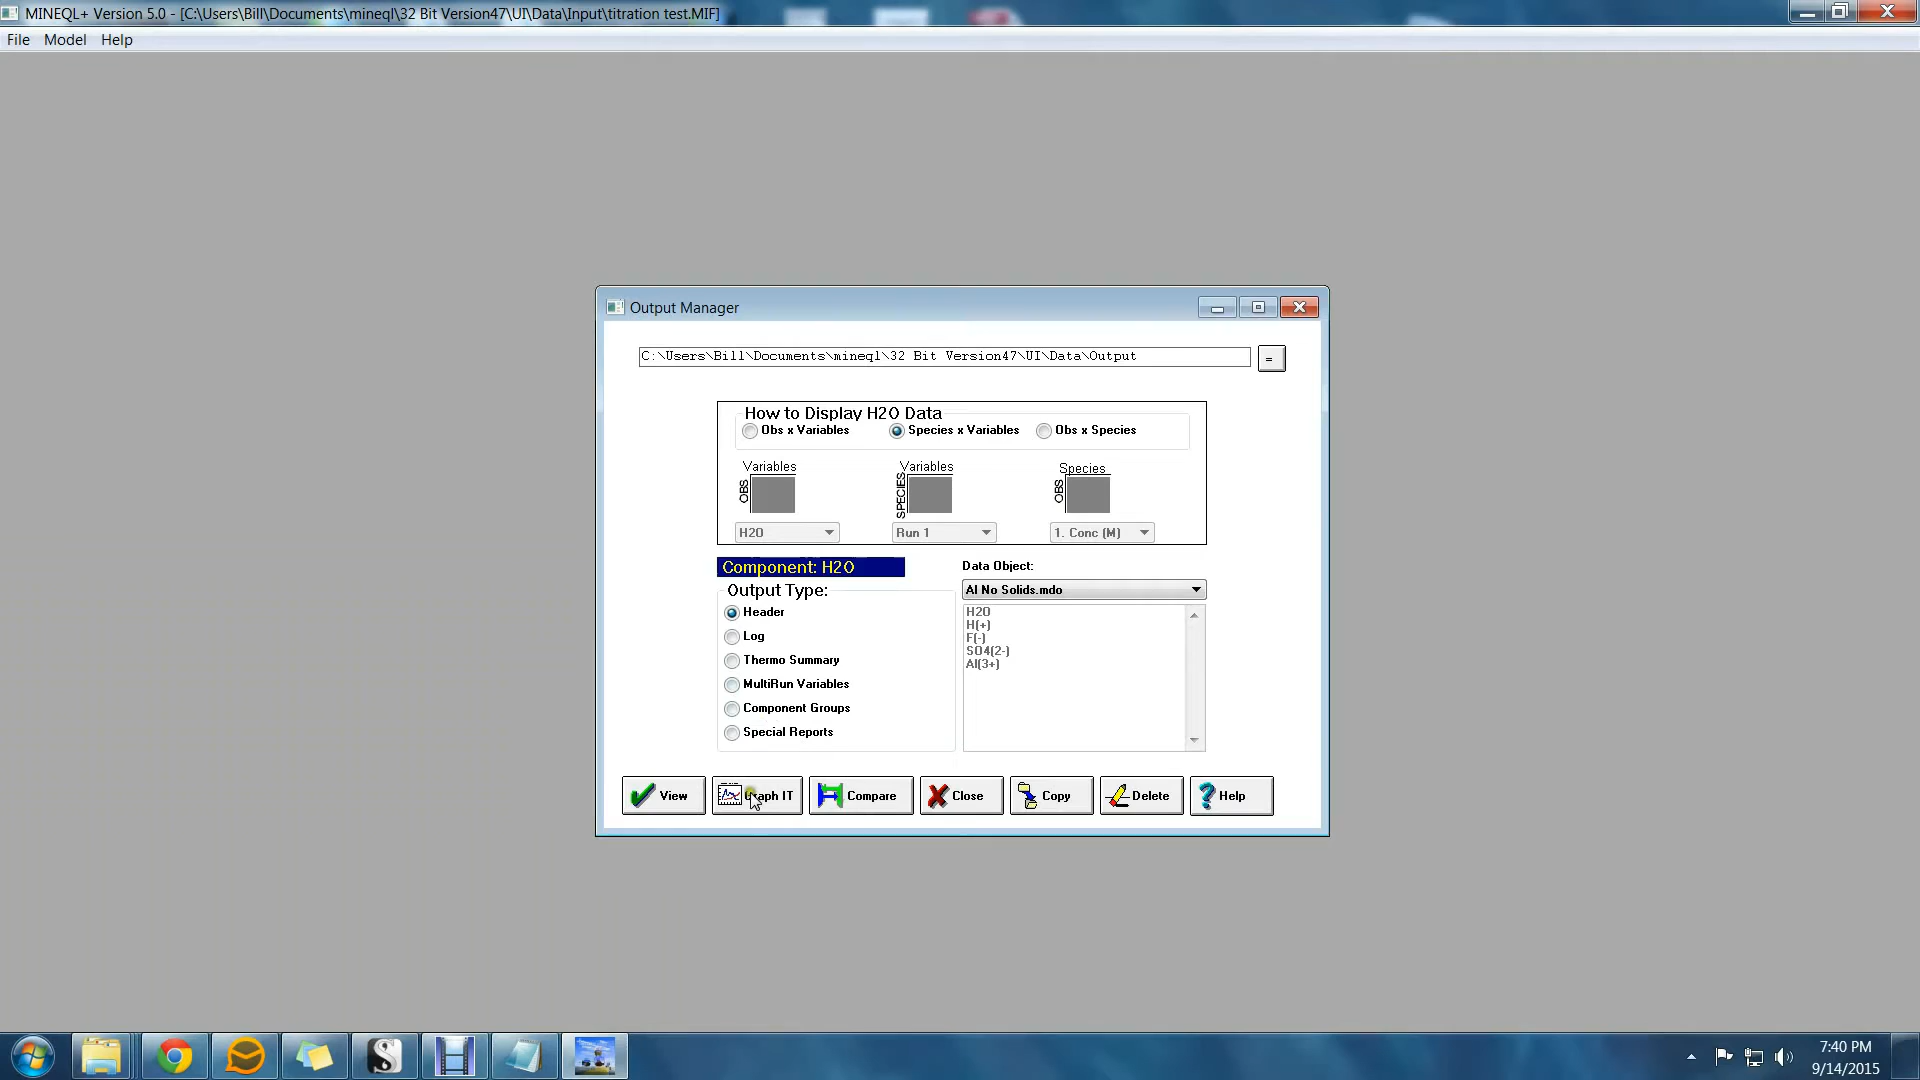 MINEQL+ Version 5.0 - [C:\Users\Bill\Documents\mineql\32 Bit Version47\UI\Data\Input\titration test.MIF]
File Model Help
Output Manager
C:\Users\Bill\Documents\mineql\32 Bit Version47\UI\Data\Output
=
How to Display H2O Data
Obs x Variables Species x Variables Obs x Species
Variables Variables Species
OBS SPECIES OBS
H2O Run 1 1. Conc (M)
Component: H2O
Data Object:
Output Type:
Al No Solids.mdo
Header
Log
Thermo Summary
MultiRun Variables
Component Groups
Special Reports
H2O
H(+)
F(-)
SO4(2-)
Al(3+)
View Graph IT Compare Close Copy Delete Help
7:40 PM
9/14/2015